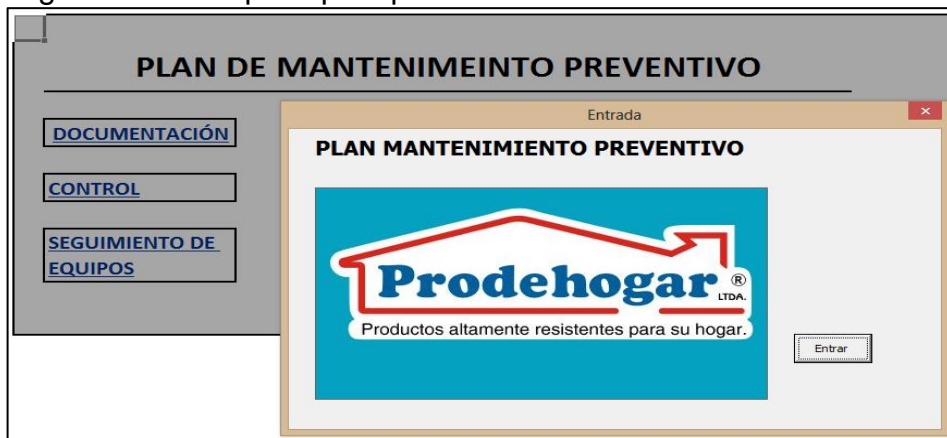 PLAN DE MANTENIMEINTO PREVENTIVO
DOCUMENTACIÓN
CONTROL
SEGUIMIENTO DE
EQUIPOS
Entrada
PLAN MANTENIMIENTO PREVENTIVO
Prodehogar ®
LTDA.
Productos altamente resistentes para su hogar.
Entrar